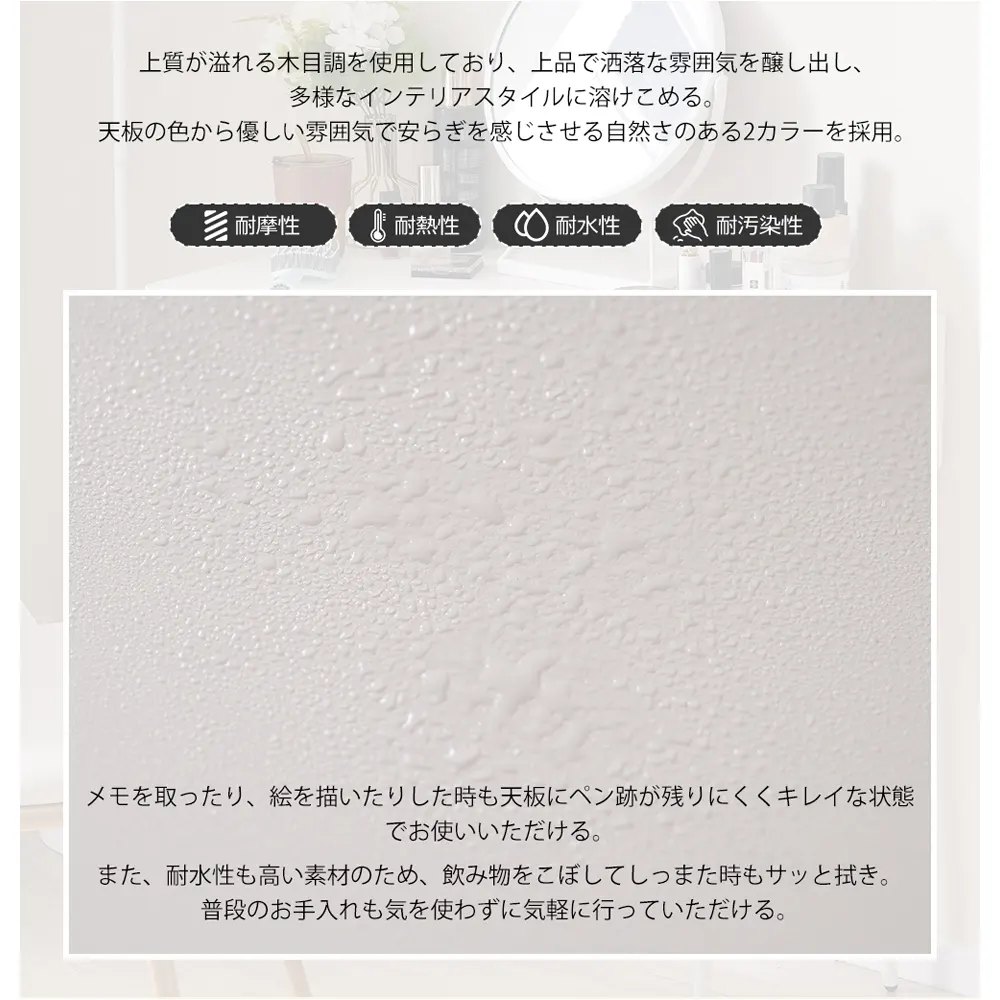 上質が溢れる木目調を使用しており、上品で洒落な雰囲気を醸し出し、
多様なインテリアスタイルに溶けこめる。
天板の色から優しい雰囲気で安らぎを感じさせる自然さのある2カラーを採用。
耐摩性 耐熱性 耐水性 耐汚染性
メモを取ったり、絵を描いたりした時も天板にペン跡が残りにくくキレイな状態
でお使いいただける。
また、耐水性も高い素材のため、飲み物をこぼしてしっまた時もサッと拭き。
普段のお手入れも気を使わずに気軽に行っていただける。